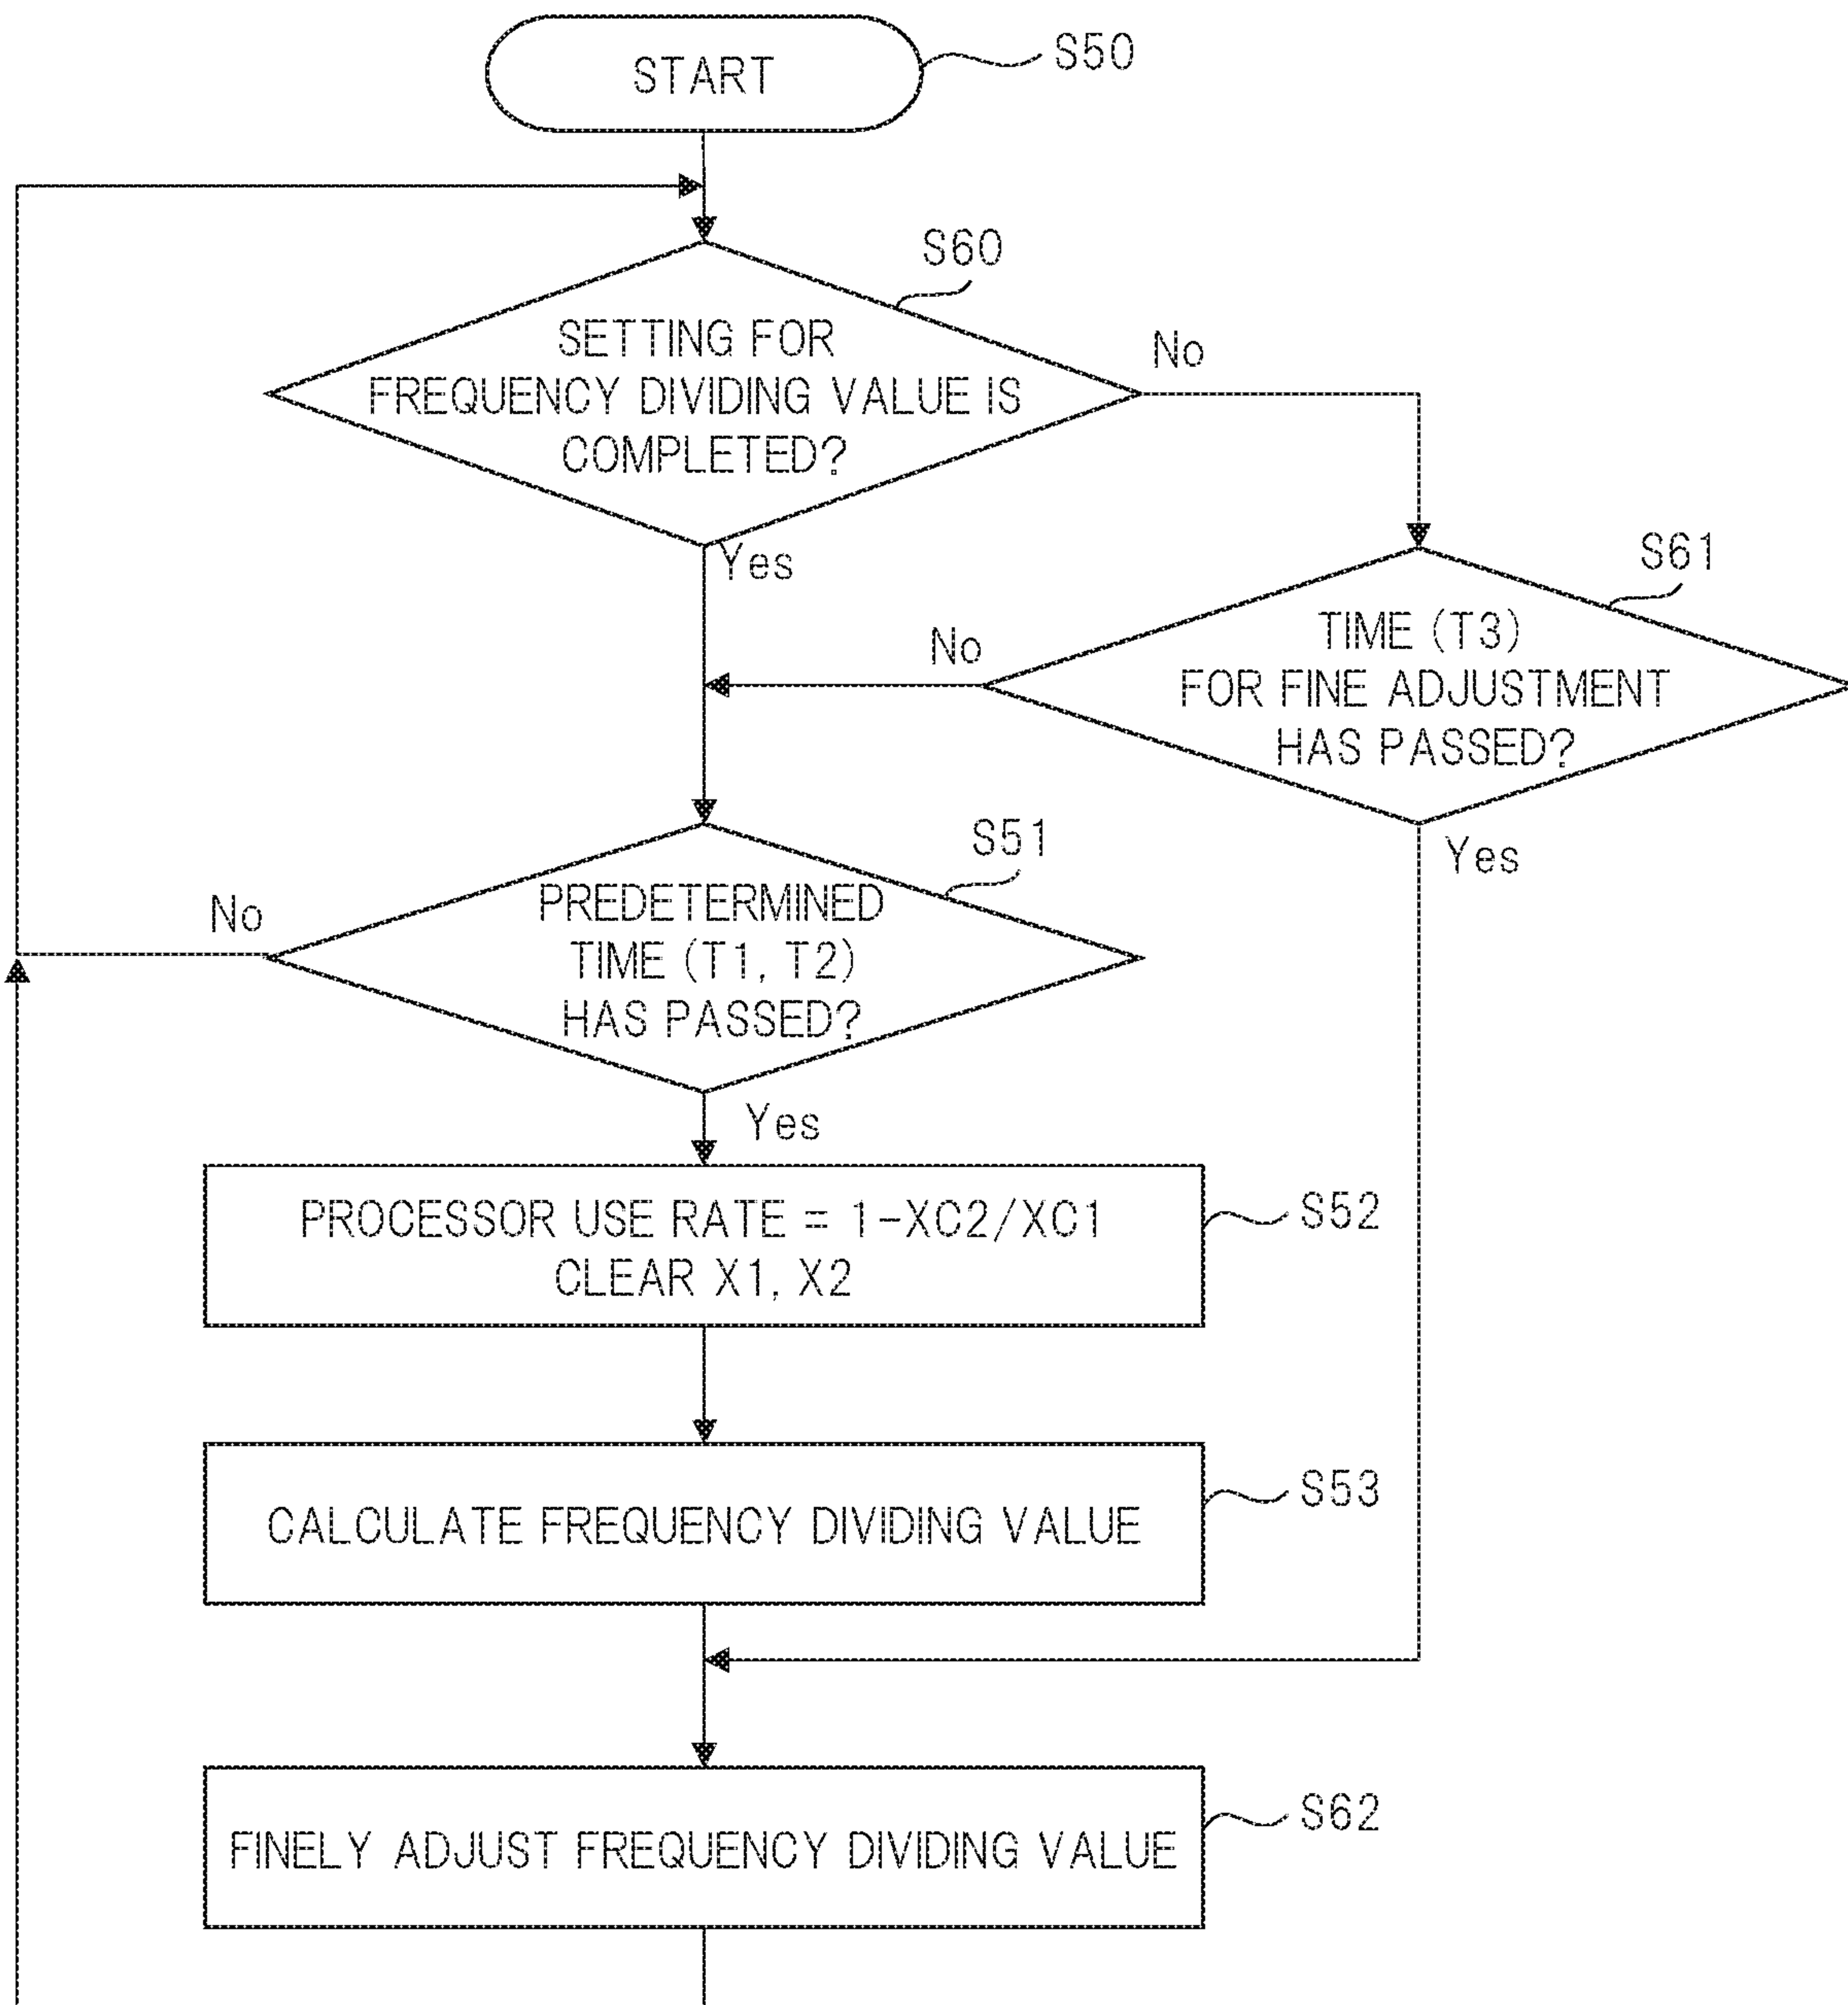 START
S50
S60
SETTING FOR
FREQUENCY DIVIDING VALUE IS
COMPLETED?
No
Yes
S61
TIME (T3)
FOR FINE ADJUSTMENT
HAS PASSED?
No
Yes
S51
PREDETERMINED
TIME (T1, T2)
HAS PASSED?
No
Yes
PROCESSOR USE RATE = 1-XC2/XC1
CLEAR X1, X2
S52
CALCULATE FREQUENCY DIVIDING VALUE
S53
FINELY ADJUST FREQUENCY DIVIDING VALUE
S62